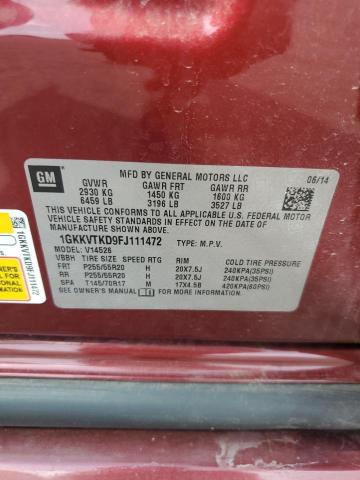 GM
MFD BY GENERAL MOTORS LLC
06/14
GVWR GAWR FRT GAWR RR
2930 KG 1450 KG 1600 KG
6459 LB 3196 LB 3527 LB
THIS VEHICLE CONFORMS TO ALL APPLICABLE U.S. FEDERAL MOTOR
VEHICLE SAFETY STANDARDS IN EFFECT ON THE DATE
OF MANUFACTURE SHOWN ABOVE.
1GKKVTKD9FJ111472 TYPE: M.P.V.
MODEL: V14526
VBBH TIRE SIZE SPEED RTG RIM COLD TIRE PRESSURE
FRT P255/55R20 H 20X7.5J 240KPA(35PSI)
RR P255/55R20 H 20X7.5J 240KPA(35PSI)
SPA T145/70R17 M 17X4.5B 420KPA(60PSI)
SEE OWNER'S MANUAL FOR ADDITIONAL INFORMATION
1GKKVTKD9FJ111472
OWNER'S